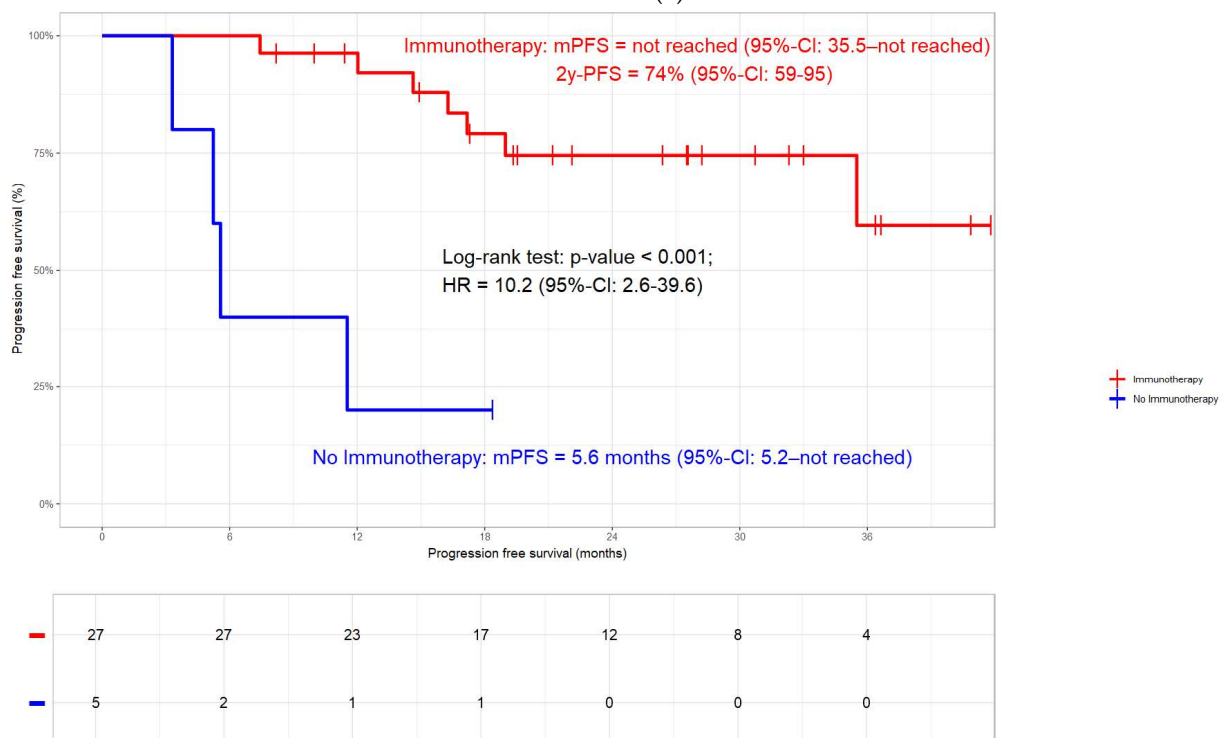 100%
75%
50%
25%
0%
Progression free survival (%)
Immunotherapy: mPFS = not reached (95%-CI: 35.5–not reached)
2y-PFS = 74% (95%-CI: 59-95)
Log-rank test: p-value < 0.001;
HR = 10.2 (95%-CI: 2.6-39.6)
No Immunotherapy: mPFS = 5.6 months (95%-CI: 5.2–not reached)
0 6 12 18 24 30 36
Progression free survival (months)
Immunotherapy
No Immunotherapy
27 27 23 17 12 8 4
5 2 1 1 0 0 0